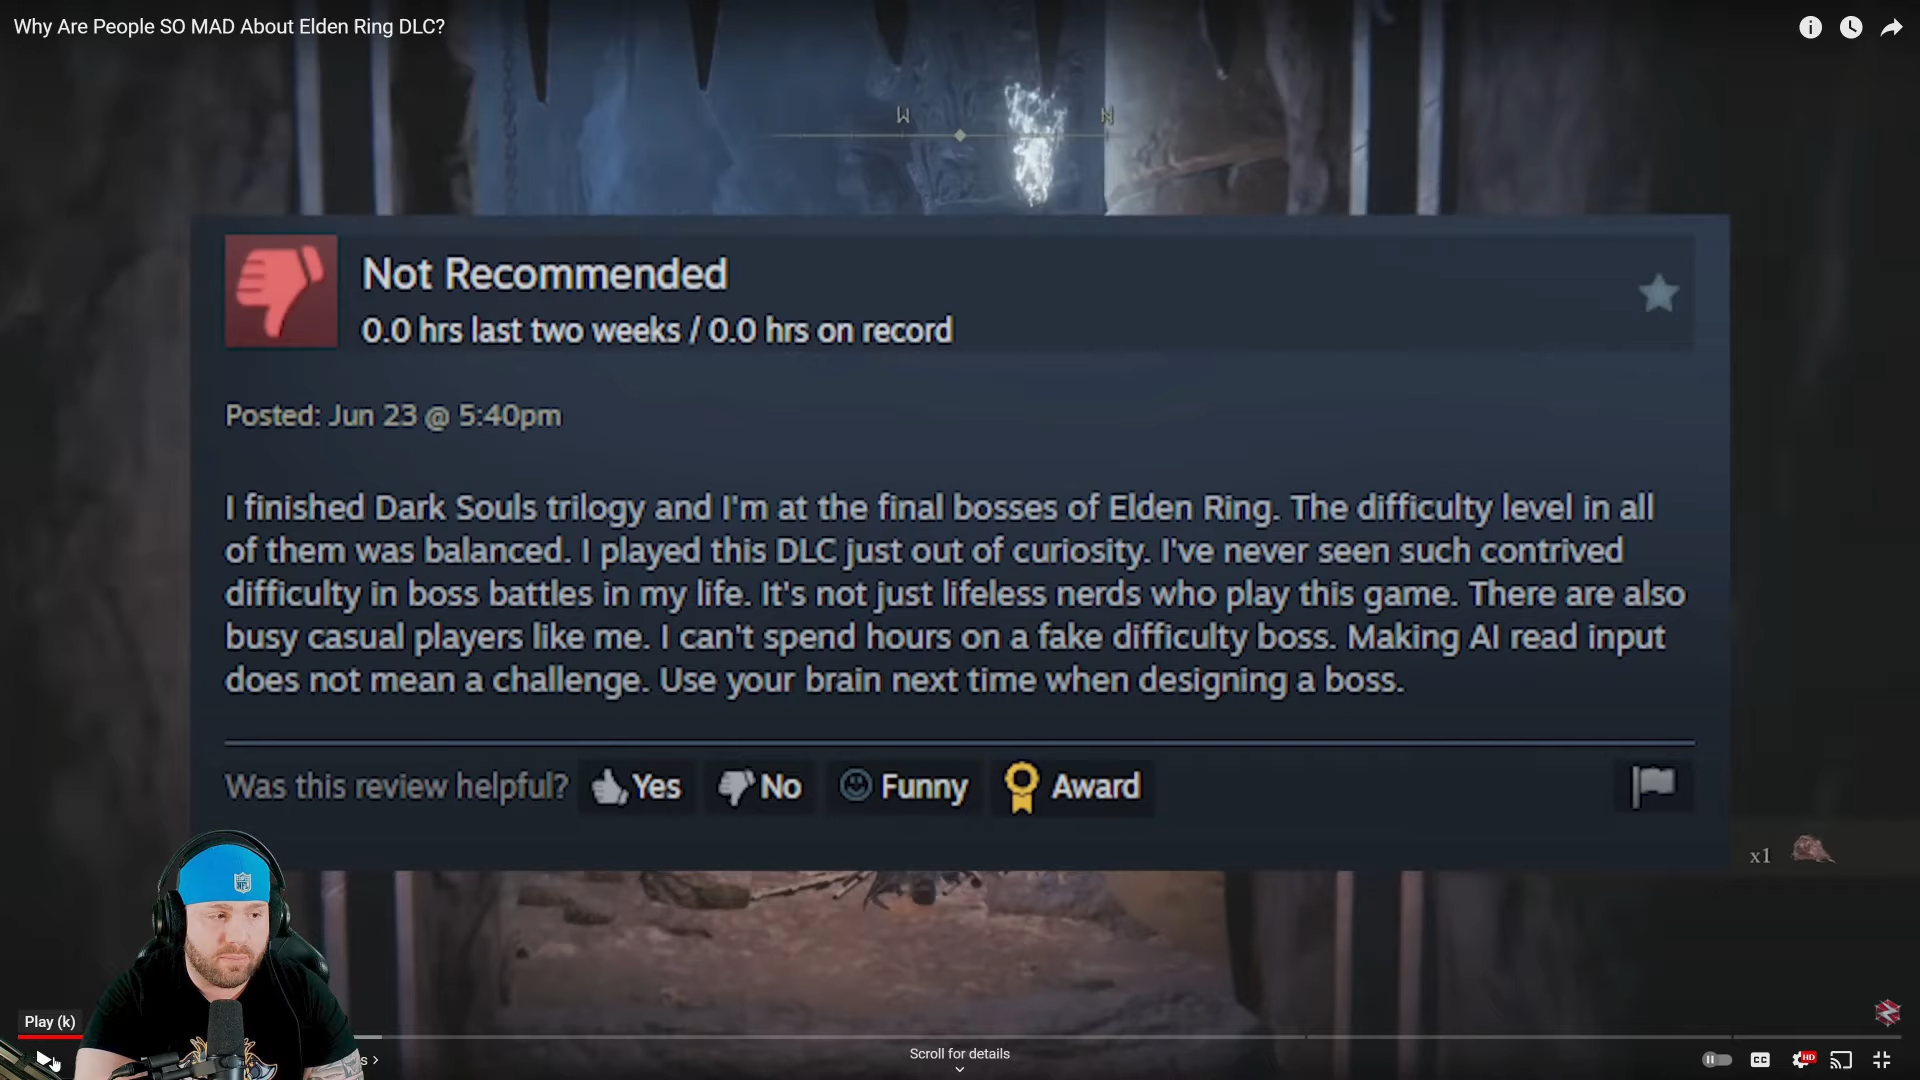 Why Are People SO MAD About Elden Ring DLC?
W
N
Not Recommended
0.0 hrs last two weeks / 0.0 hrs on record
Posted: Jun 23 @ 5:40pm
I finished Dark Souls trilogy and I'm at the final bosses of Elden Ring. The difficulty level in all
of them was balanced. I played this DLC just out of curiosity. I've never seen such contrived
difficulty in boss battles in my life. It's not just lifeless nerds who play this game. There are also
busy casual players like me. I can't spend hours on a fake difficulty boss. Making AI read input
does not mean a challenge. Use your brain next time when designing a boss.
Was this review helpful? Yes No Funny Award
x1
NFL
Play (k)
s >
Scroll for details
CC
HD